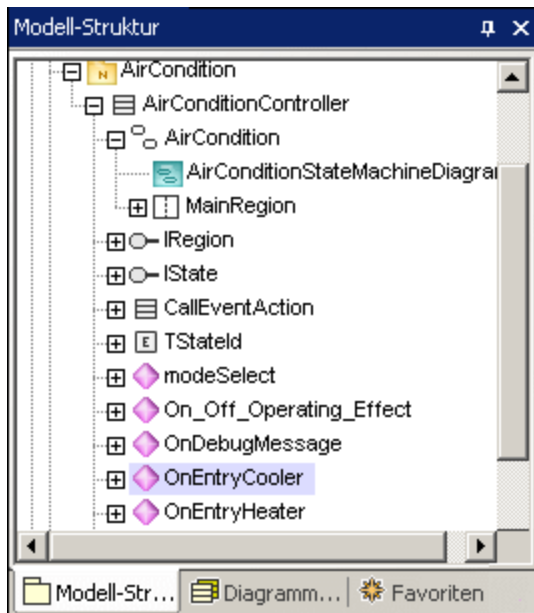 Modell-Struktur
N AirCondition
AirConditionController
AirCondition
AirConditionStateMachineDiagra
MainRegion
IRegion
IState
CallEventAction
E TStateId
modeSelect
On_Off_Operating_Effect
OnDebugMessage
OnEntryCooler
OnEntryHeater
Modell-Str... Diagramm... Favoriten